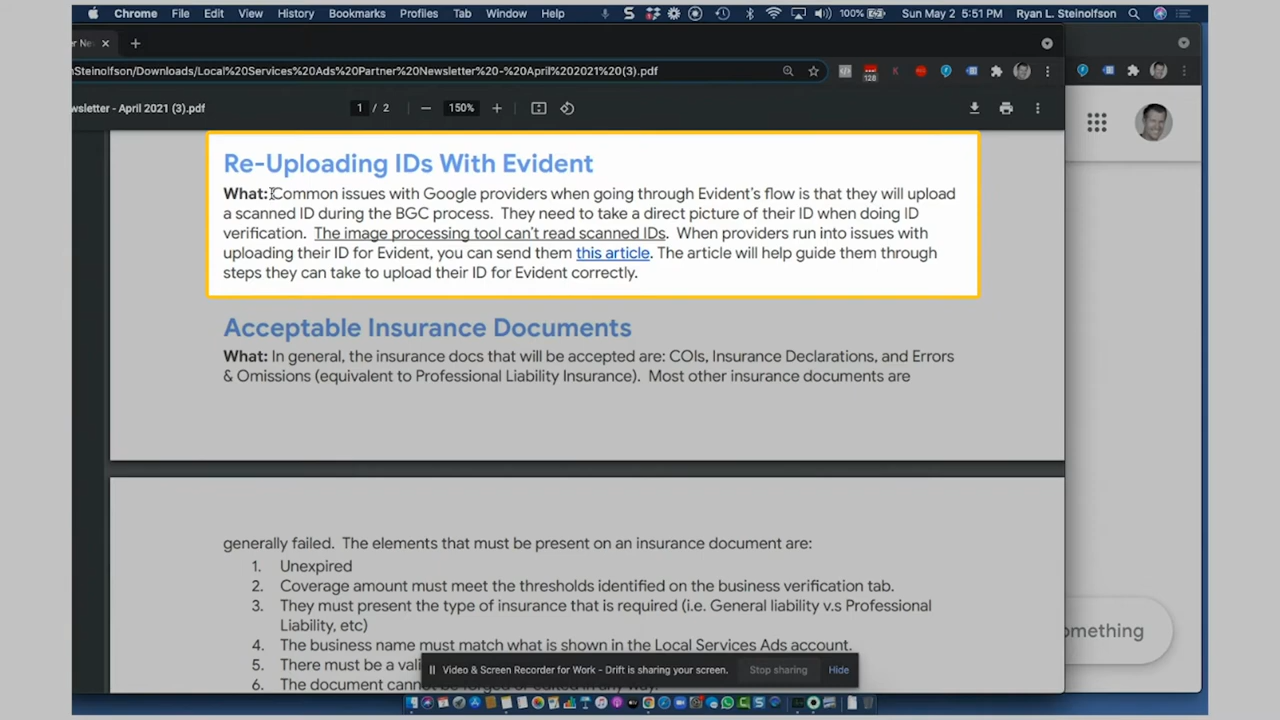 Chrome File Edit View History Bookmarks Profiles Tab Window Help 100% Sun May 2 5:51 PM Ryan L. Steinolfson
Steinolfson/Downloads/Local%20Services%20Ads%20Partner%20Newsletter%20-%20April%202021%20(3).pdf
128
wsletter - April 2021 (3).pdf 1 / 2 150%
Re-Uploading IDs With Evident
What: Common issues with Google providers when going through Evident's flow is that they will upload
a scanned ID during the BGC process. They need to take a direct picture of their ID when doing ID
verification. The image processing tool can't read scanned IDs. When providers run into issues with
uploading their ID for Evident, you can send them this article. The article will help guide them through
steps they can take to upload their ID for Evident correctly.
Acceptable Insurance Documents
What: In general, the insurance docs that will be accepted are: COIs, Insurance Declarations, and Errors
& Omissions (equivalent to Professional Liability Insurance). Most other insurance documents are
generally failed. The elements that must be present on an insurance document are:
1. Unexpired
2. Coverage amount must meet the thresholds identified on the business verification tab.
3. They must present the type of insurance that is required (i.e. General liability v.s Professional
Liability, etc)
omething
4. The business name must match what is shown in the Local Services Ads account.
5. There must be a vali
Video & Screen Recorder for Work - Drift is sharing your screen. Stop sharing Hide
6. The document cannot be forged or edited in any way.